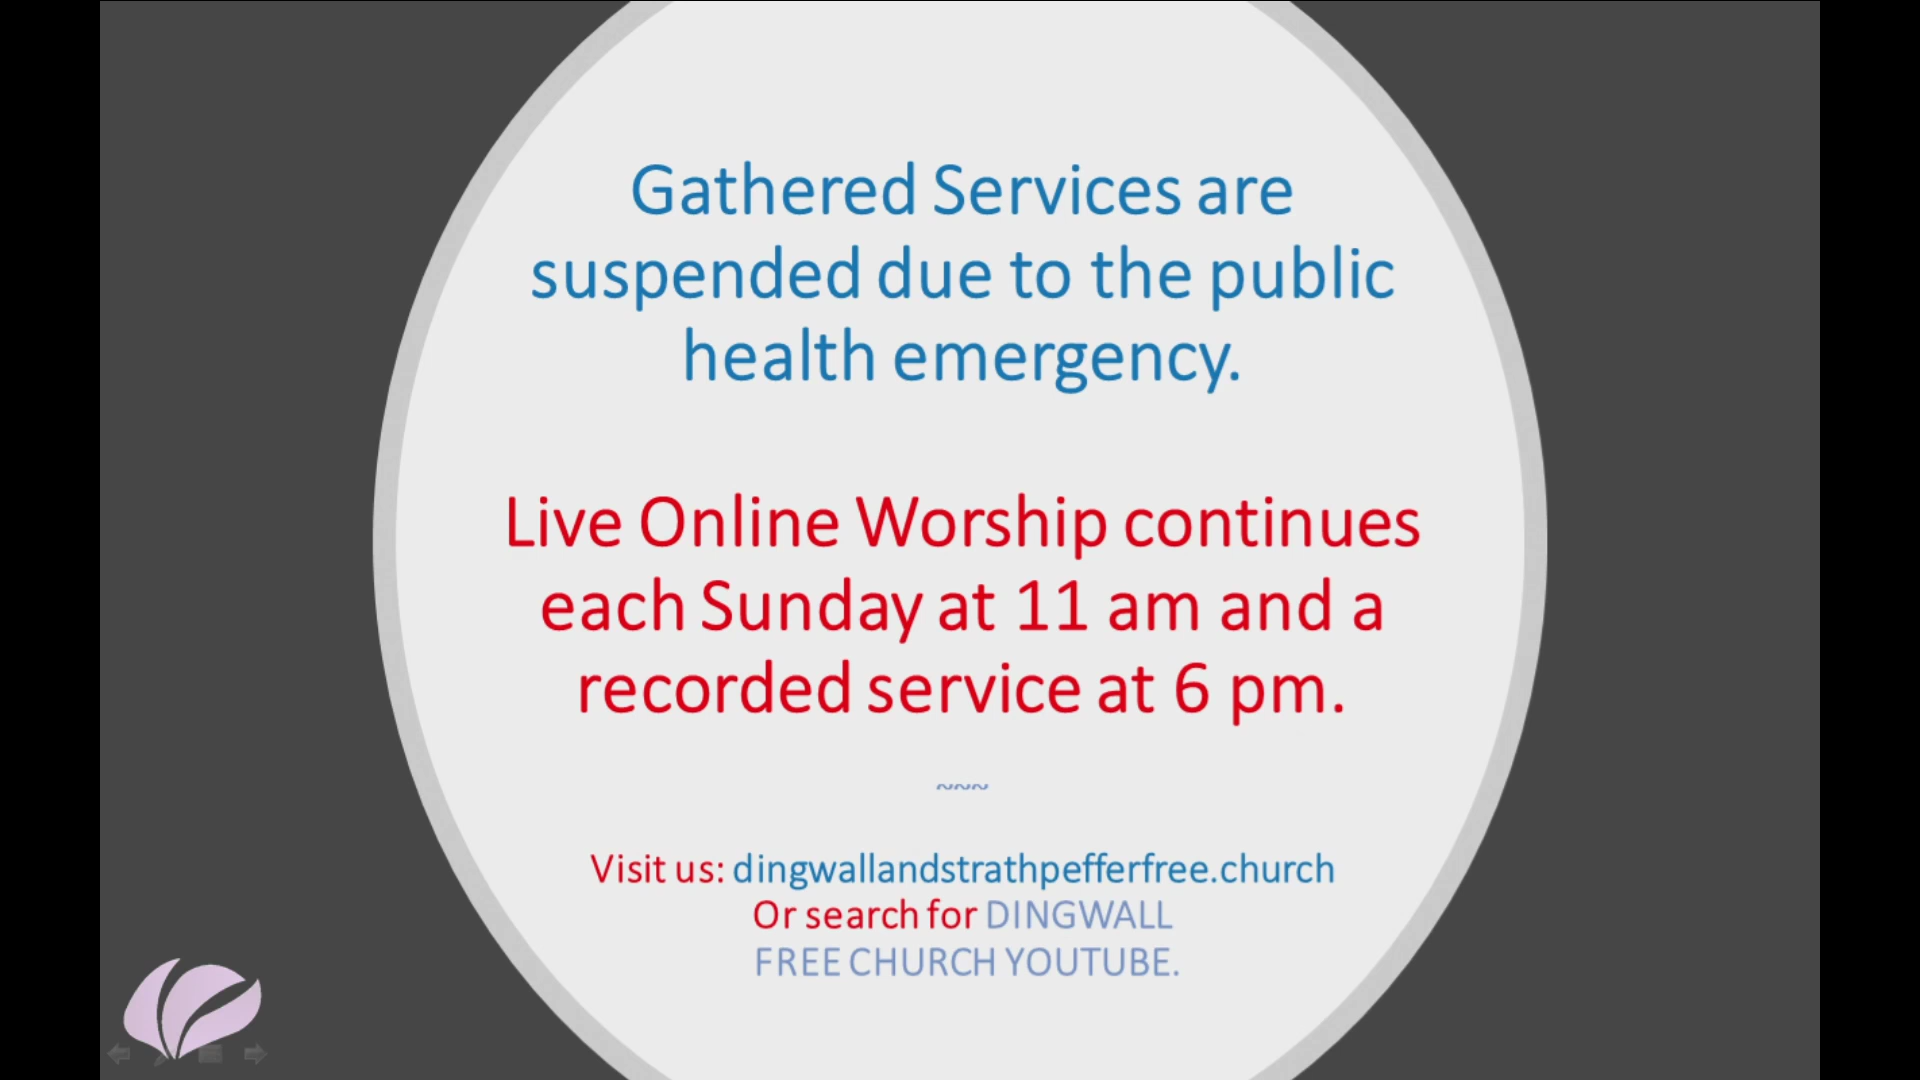 Gathered Services are
suspended due to the public
health emergency.
Live Online Worship continues
each Sunday at 11 am and a
recorded service at 6 pm.
~~~
Visit us: dingwallandstrathpefferfree.church
Or search for DINGWALL
FREE CHURCH YOUTUBE.